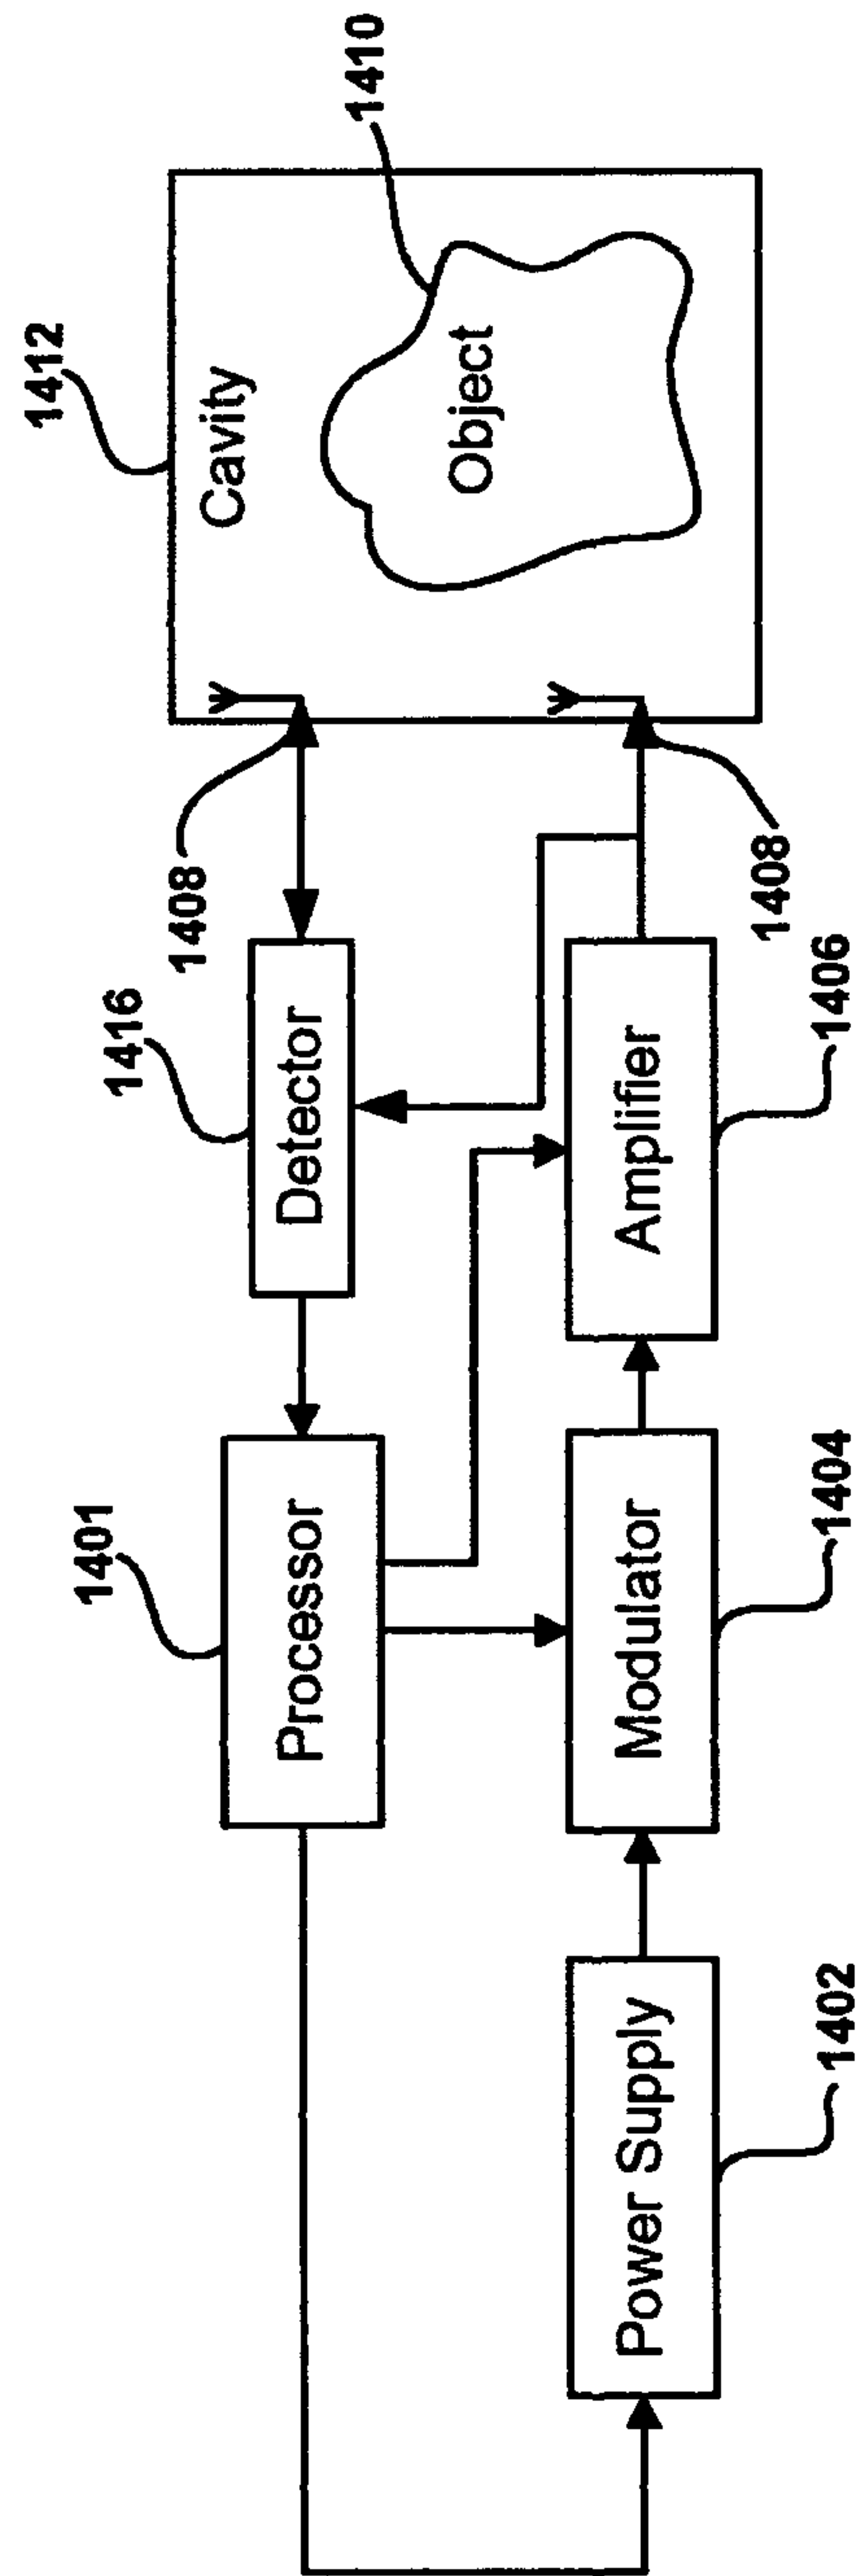 1412
1410
Cavity
Object
1408
1408
1416
Detector
1401
Processor
Amplifier
1406
Modulator
1404
Power Supply
1402